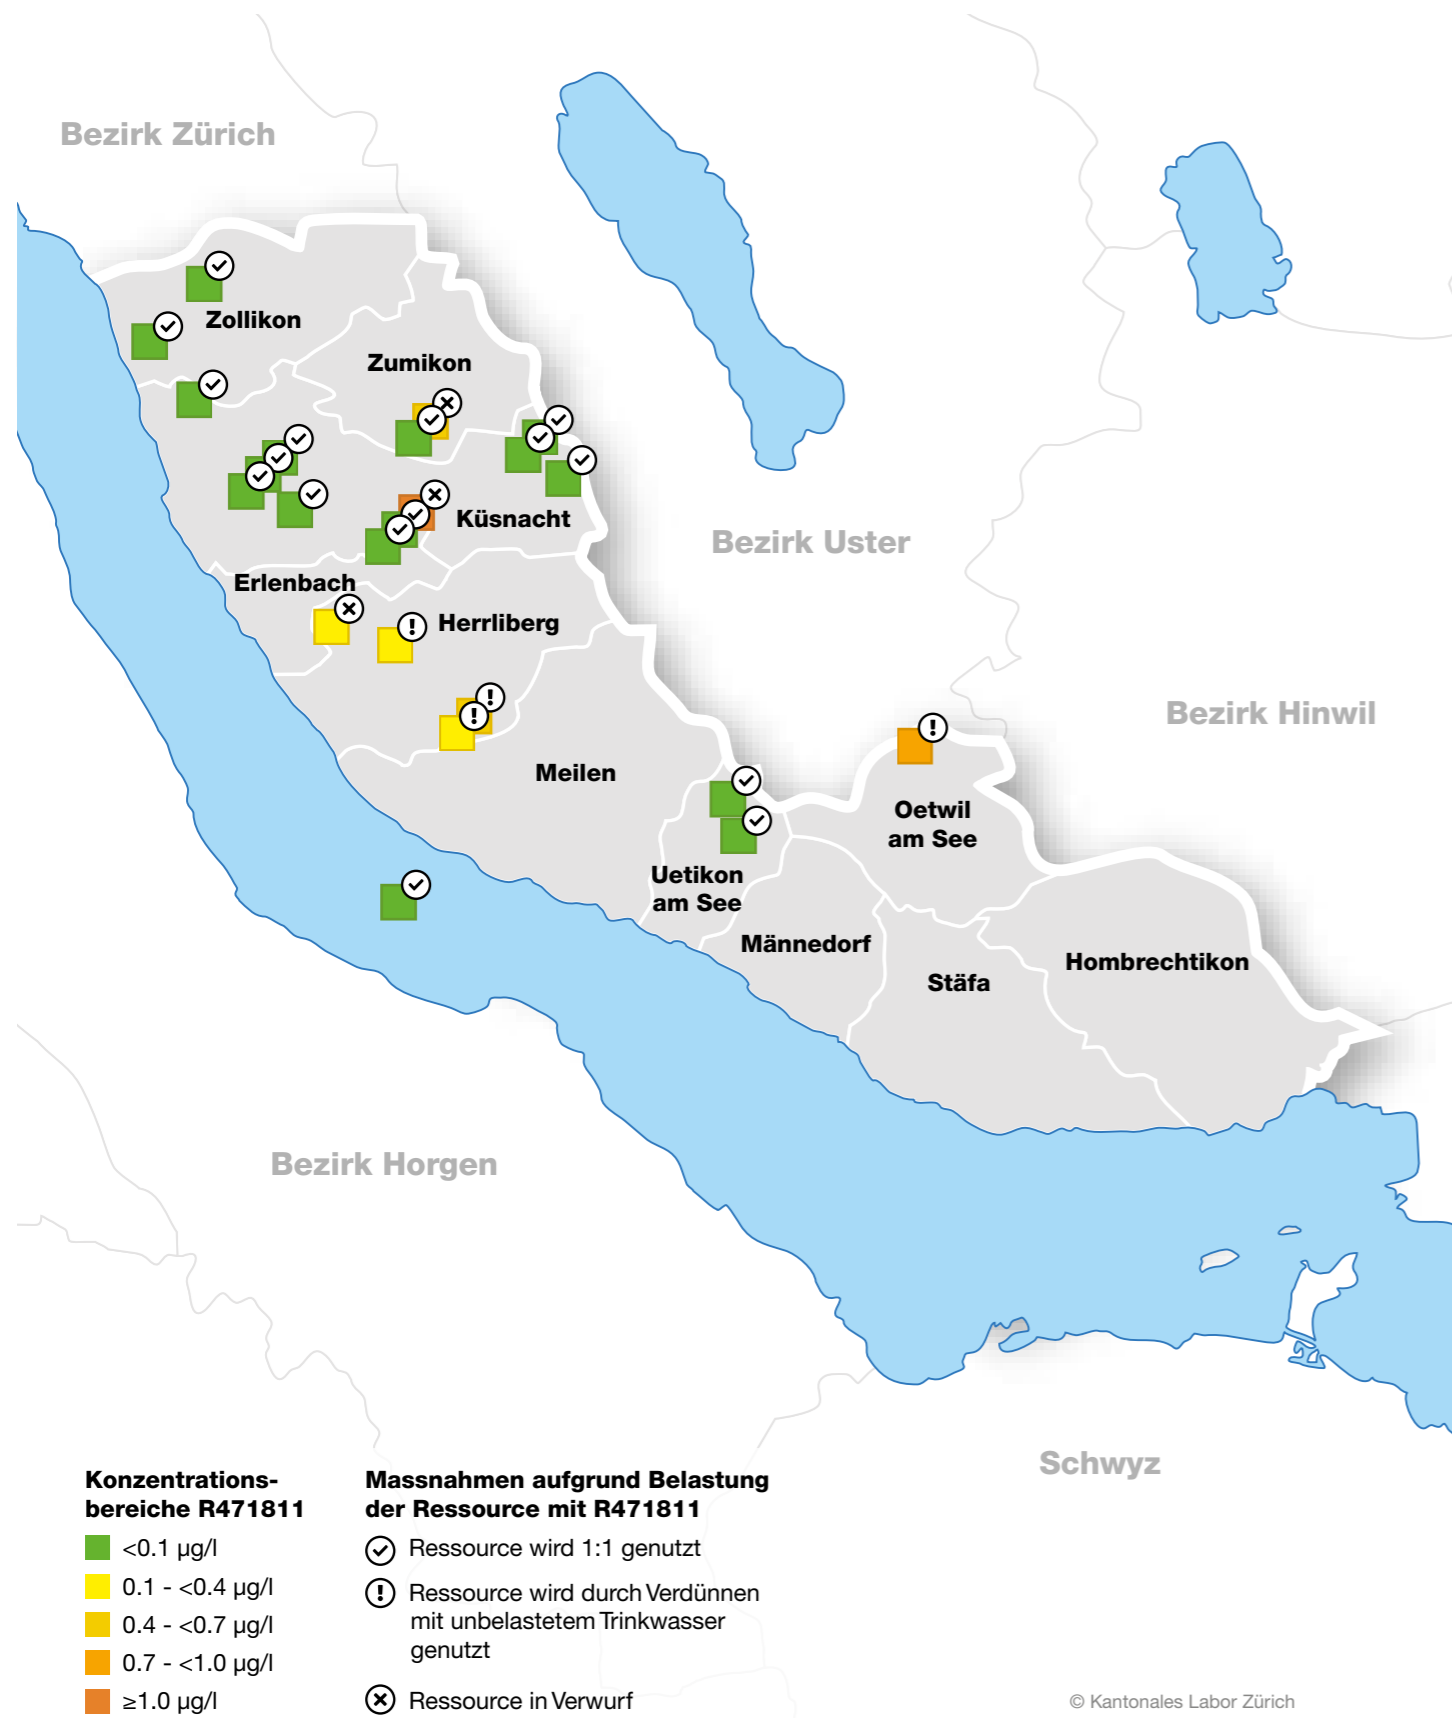 Bezirk Zürich
Zollikon
Zumikon
Küsnacht
Bezirk Uster
Erlenbach
Herrliberg
Bezirk Hinwil
Meilen
Oetwil
am See
Uetikon
am See
Männedorf
Hombrechtikon
Stäfa
Bezirk Horgen
Schwyz
Konzentrations-
bereiche R471811
<0.1 µg/l
0.1 - <0.4 µg/l
0.4 - <0.7 µg/l
0.7 - <1.0 µg/l
≥1.0 µg/l
Massnahmen aufgrund Belastung
der Ressource mit R471811
Ressource wird 1:1 genutzt
Ressource wird durch Verdünnen
mit unbelastetem Trinkwasser
genutzt
Ressource in Verwurf
© Kantonales Labor Zürich